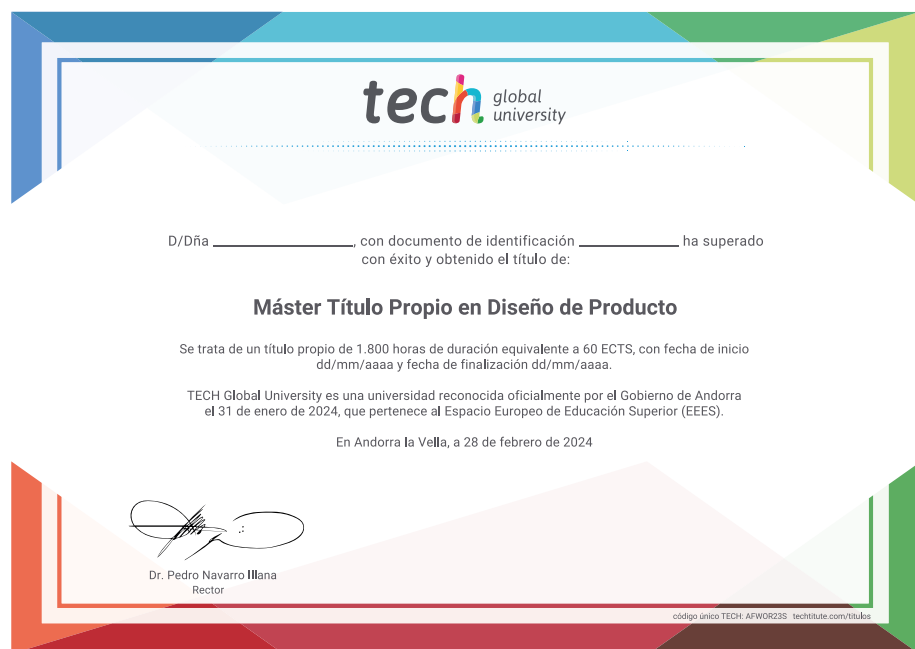 tech global university
D/Dña ____________________, con documento de identificación ______________ ha superado
con éxito y obtenido el título de:
Máster Título Propio en Diseño de Producto
Se trata de un título propio de 1.800 horas de duración equivalente a 60 ECTS, con fecha de inicio
dd/mm/aaaa y fecha de finalización dd/mm/aaaa.
TECH Global University es una universidad reconocida oficialmente por el Gobierno de Andorra
el 31 de enero de 2024, que pertenece al Espacio Europeo de Educación Superior (EEES).
En Andorra la Vella, a 28 de febrero de 2024
Dr. Pedro Navarro Illana
Rector
código único TECH: AFWOR23S techtitute.com/titulos